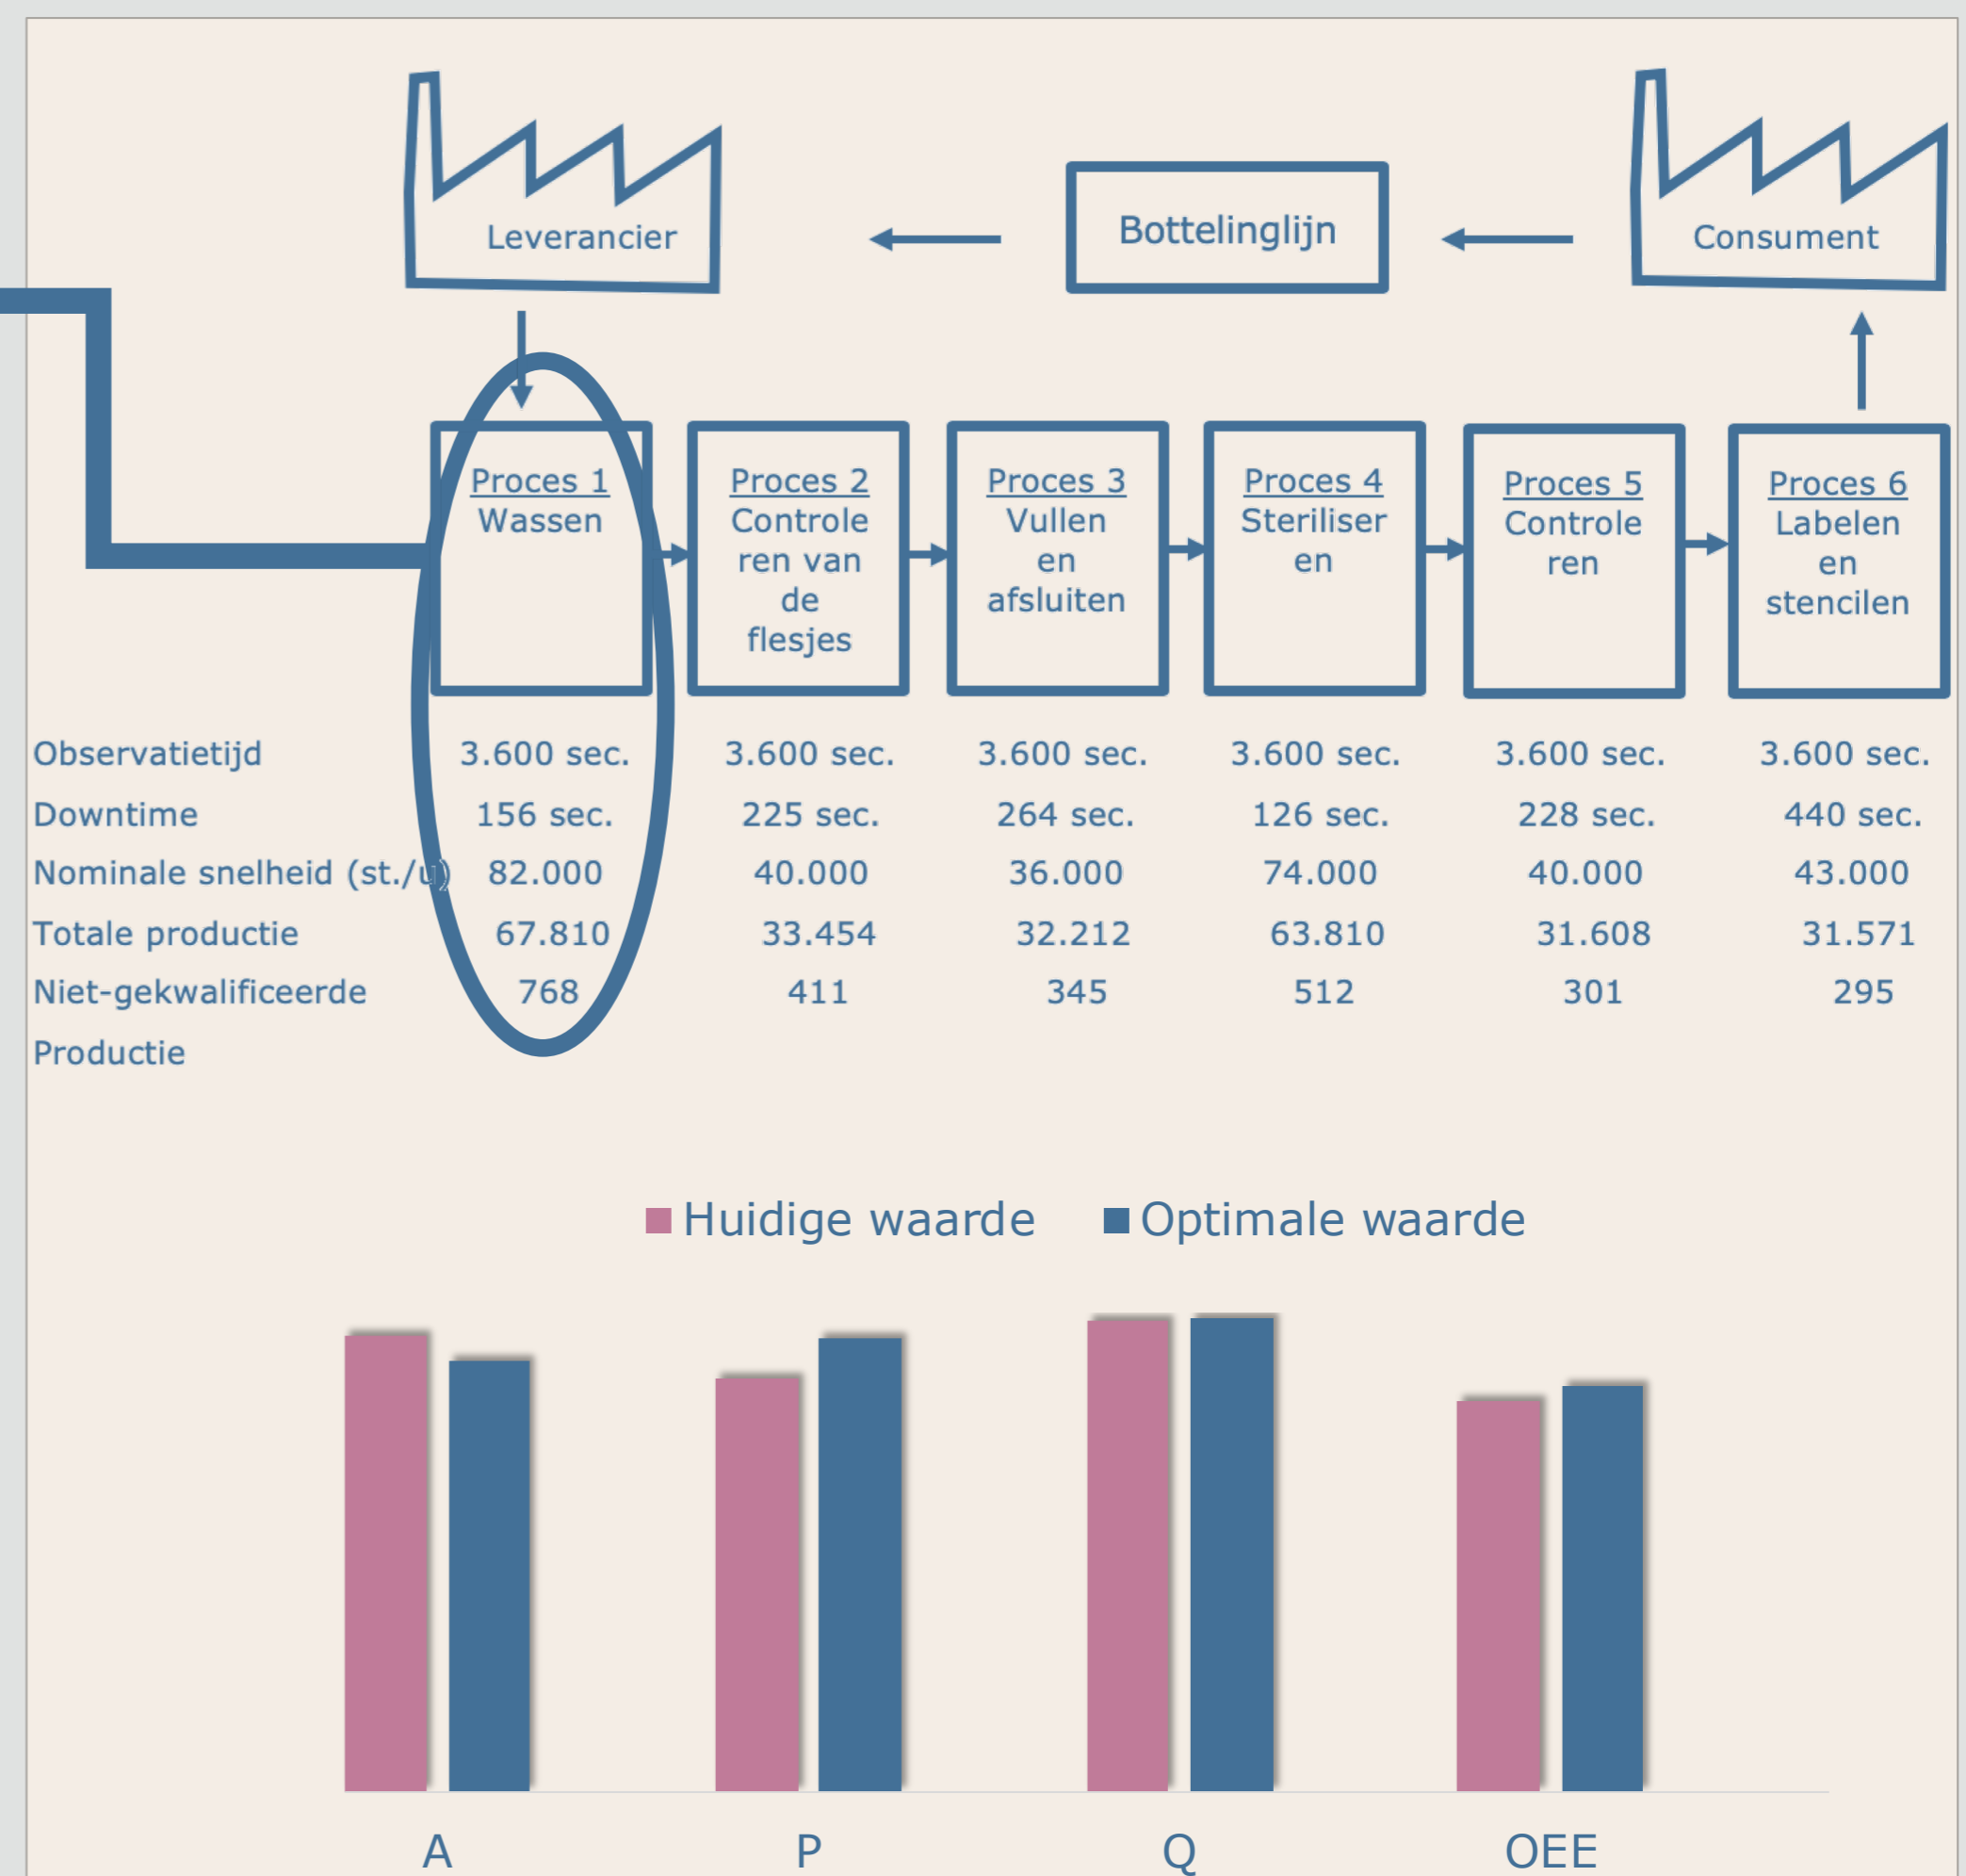 Leverancier
Bottelinglijn
Consument
Proces 1
Wassen
Proces 2
Controle
ren van
de
flesjes
Proces 3
Vullen
en
afsluiten
Proces 4
Steriliser
en
Proces 5
Controle
ren
Proces 6
Labelen
en
stencilen
Observatietijd 3.600 sec. 3.600 sec. 3.600 sec. 3.600 sec. 3.600 sec. 3.600 sec.
Downtime 156 sec. 225 sec. 264 sec. 126 sec. 228 sec. 440 sec.
Nominale snelheid (st./u) 82.000 40.000 36.000 74.000 40.000 43.000
Totale productie 67.810 33.454 32.212 63.810 31.608 31.571
Niet-gekwalificeerde 768 411 345 512 301 295
Productie
Huidige waarde Optimale waarde
A P Q OEE